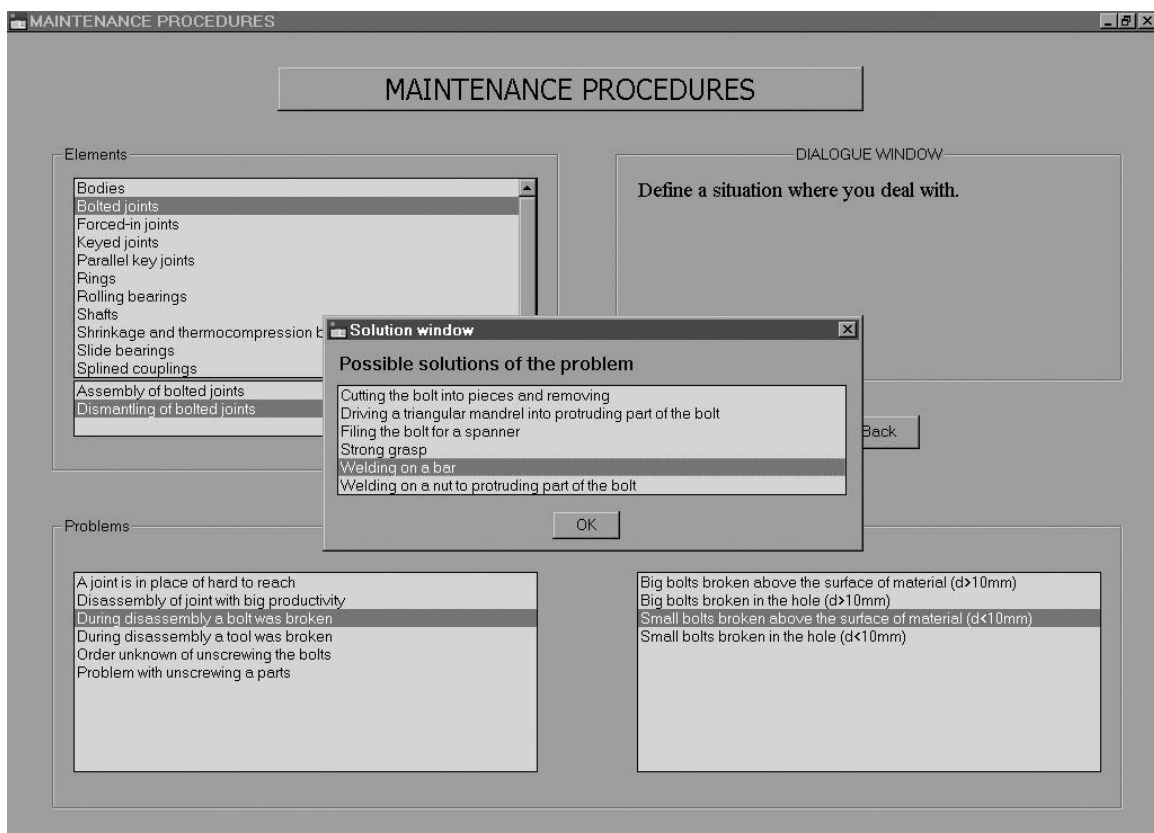 MAINTENANCE PROCEDURES
MAINTENANCE PROCEDURES
Elements
Bodies
Bolted joints
Forced-in joints
Keyed joints
Parallel key joints
Rings
Rolling bearings
Shafts
Shrinkage and thermocompression
Slide bearings
Splined couplings
Assembly of bolted joints
Dismantling of bolted joints
DIALOGUE WINDOW
Define a situation where you deal with.
Back
Solution window
Possible solutions of the problem
Cutting the bolt into pieces and removing
Driving a triangular mandrel into protruding part of the bolt
Filing the bolt for a spanner
Strong grasp
Welding on a bar
Welding on a nut to protruding part of the bolt
OK
Problems
A joint is in place of hard to reach
Disassembly of joint with big productivity
During disassembly a bolt was broken
During disassembly a tool was broken
Order unknown of unscrewing the bolts
Problem with unscrewing a parts
Big bolts broken above the surface of material (d>10mm)
Big bolts broken in the hole (d>10mm)
Small bolts broken above the surface of material (d<10mm)
Small bolts broken in the hole (d<10mm)